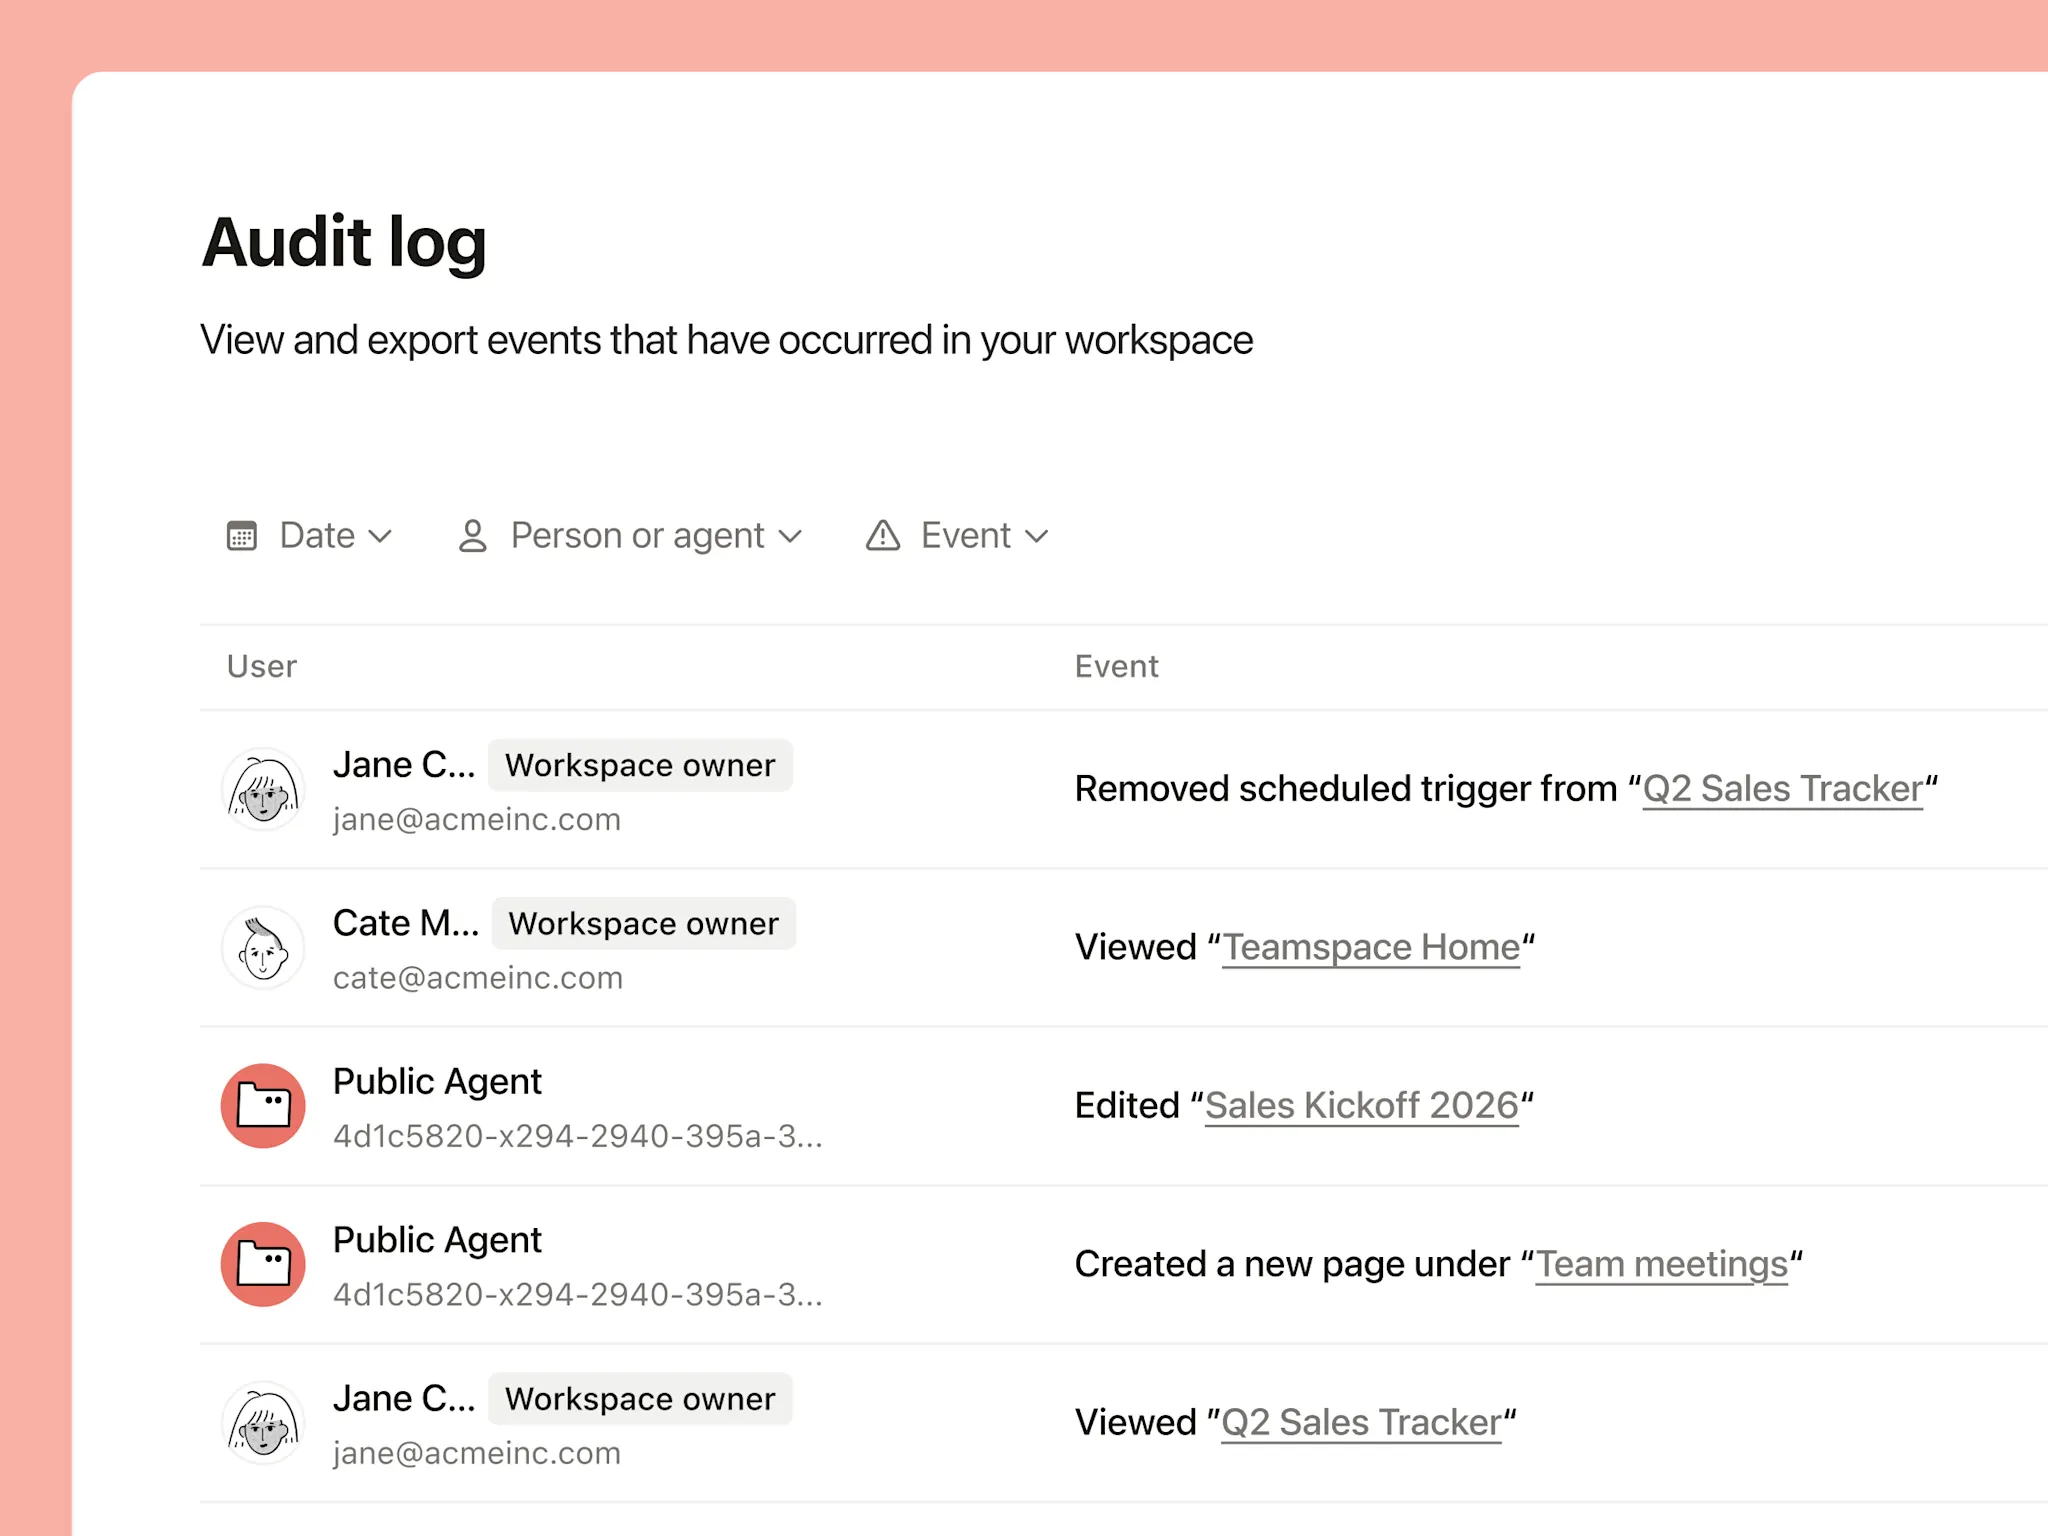 Audit log
View and export events that have occurred in your workspace
Date Person or agent Event
User Event
Jane C... Workspace owner
jane@acmeinc.com
Removed scheduled trigger from “Q2 Sales Tracker“
Cate M... Workspace owner
cate@acmeinc.com
Viewed “Teamspace Home“
Public Agent
4d1c5820-x294-2940-395a-3...
Edited “Sales Kickoff 2026“
Public Agent
4d1c5820-x294-2940-395a-3...
Created a new page under “Team meetings“
Jane C... Workspace owner
jane@acmeinc.com
Viewed ”Q2 Sales Tracker“